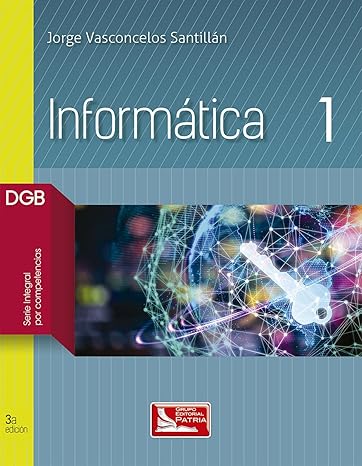 Jorge Vasconcelos Santillán
Informática 1
DGB
Serie Integral
por competencias
3a
edición
GRUPO
EDITORIAL
PATRIA